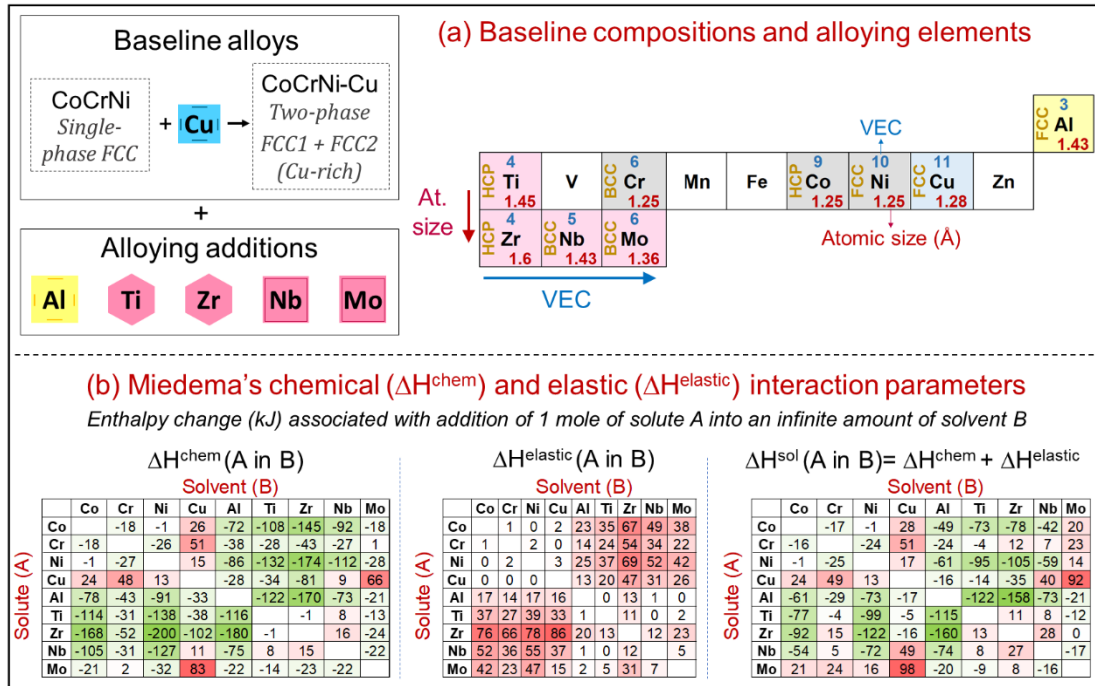 Baseline alloys
CoCrNi
Single-
phase FCC
+
Cu
CoCrNi-Cu
Two-phase
FCC1 + FCC2
(Cu-rich)
+
Alloying additions
Al
Ti
Zr
Nb
Mo
(a) Baseline compositions and alloying elements
VEC
FCC 3 Al 1.43
HCP 4 Ti 1.45
V
BCC 6 Cr 1.25
Mn
Fe
HCP 9 Co 1.25
FCC 10 Ni 1.25
FCC 11 Cu 1.28
Zn
At.
size
HCP 4 Zr 1.6
BCC 5 Nb 1.43
BCC 6 Mo 1.36
Atomic size (Å)
VEC
(b) Miedema's chemical (ΔH^chem) and elastic (ΔH^elastic) interaction parameters
Enthalpy change (kJ) associated with addition of 1 mole of solute A into an infinite amount of solvent B
ΔH^chem (A in B)
Solvent (B)
Solute (A)
Co Cr Ni Cu Al Ti Zr Nb Mo
Co -18 -1 26 -72 -108 -145 -92 -18
Cr -18 -26 51 -38 -28 -43 -27 1
Ni -1 -27 15 -86 -132 -174 -112 -28
Cu 24 48 13 -28 -34 -81 9 66
Al -78 -43 -91 -33 -122 -170 -73 -21
Ti -114 -31 -138 -38 -116 -1 8 -13
Zr -168 -52 -200 -102 -180 -1 16 -24
Nb -105 -31 -127 11 -75 8 15 -22
Mo -21 2 -32 83 -22 -14 -23 -22
ΔH^elastic (A in B)
Solvent (B)
Solute (A)
Co Cr Ni Cu Al Ti Zr Nb Mo
Co 1 0 2 23 35 67 49 38
Cr 1 2 0 14 24 54 34 22
Ni 0 2 3 25 37 69 52 42
Cu 0 0 0 13 20 47 31 26
Al 17 14 17 16 0 13 1 0
Ti 37 27 39 33 1 11 0 2
Zr 76 66 78 86 20 13 12 23
Nb 52 36 55 37 1 0 12 5
Mo 42 23 47 15 2 5 31 7
ΔH^sol (A in B)= ΔH^chem + ΔH^elastic
Solvent (B)
Solute (A)
Co Cr Ni Cu Al Ti Zr Nb Mo
Co -17 -1 28 -49 -73 -78 -42 20
Cr -16 -24 51 -24 -4 12 7 23
Ni -1 -25 17 -61 -95 -105 -59 14
Cu 24 49 13 -16 -14 -35 40 92
Al -61 -29 -73 -17 -122 -158 -73 -21
Ti -77 -4 -99 -5 -115 11 8 -12
Zr -92 15 -122 -16 -160 13 28 0
Nb -54 5 -72 49 -74 8 27 -17
Mo 21 24 16 98 -20 -9 8 -16